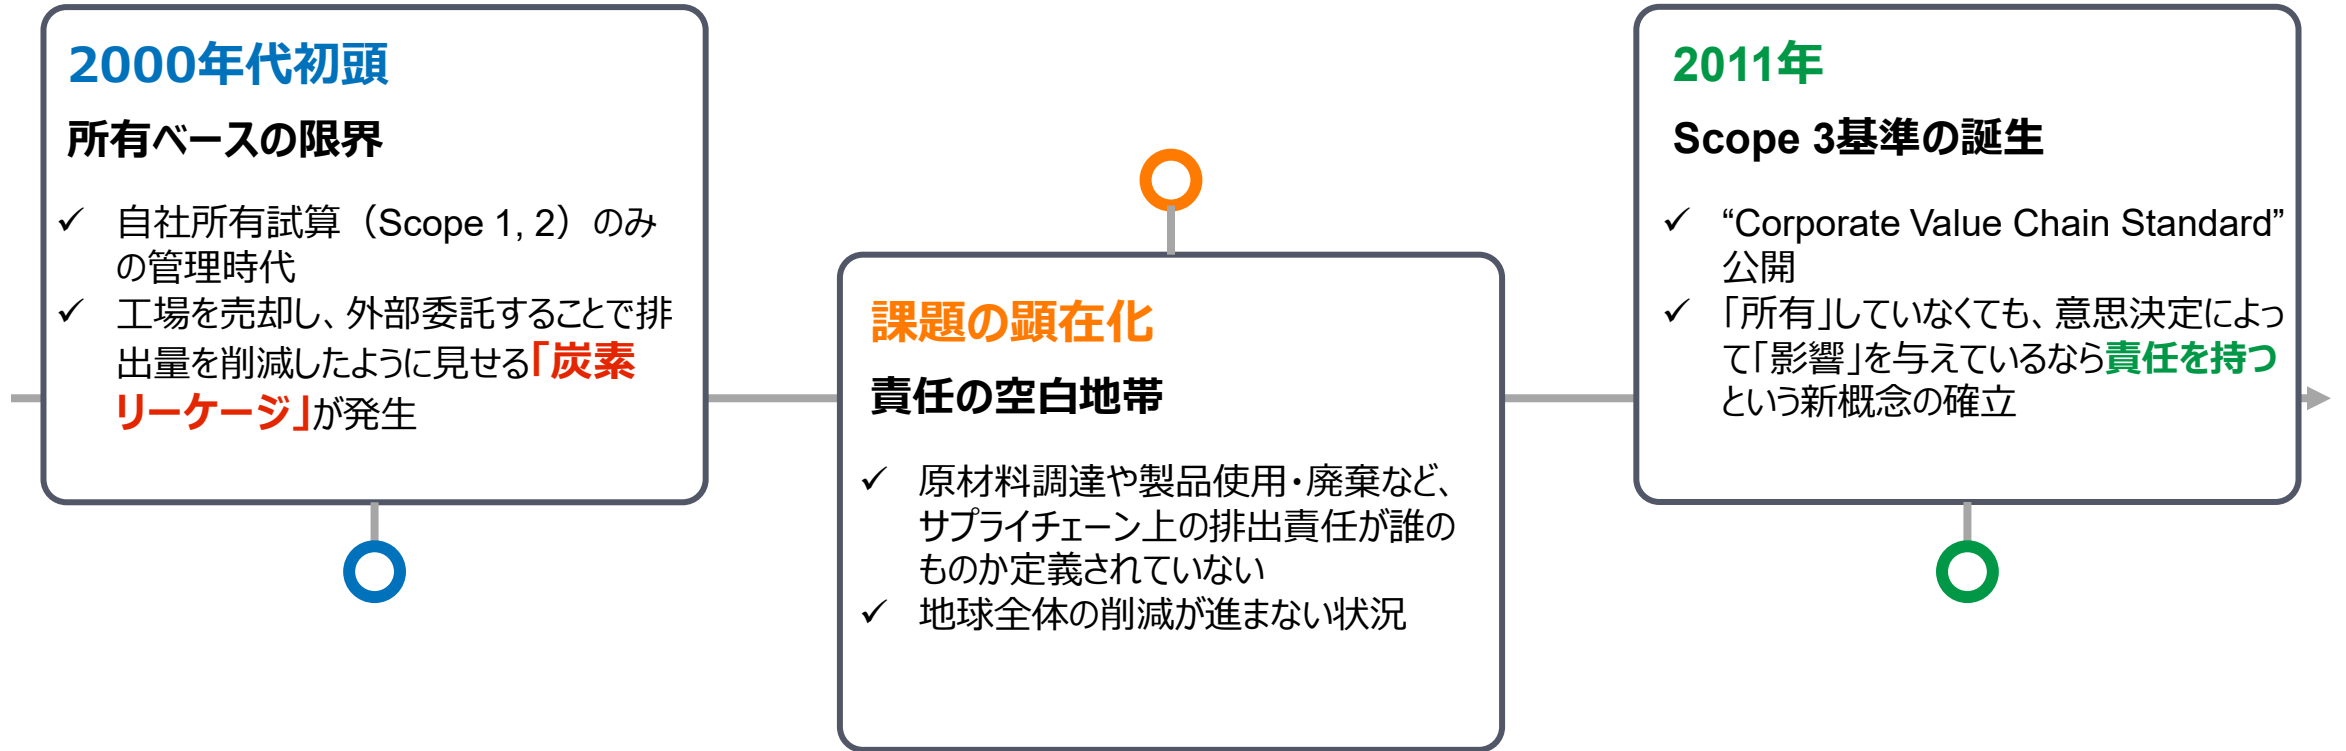 2000年代初頭
所有ベースの限界
✓ 自社所有試算（Scope 1, 2）のみ
の管理時代
✓ 工場を売却し、外部委託することで排
出量を削減したように見せる「炭素
リーケージ」が発生
課題の顕在化
責任の空白地帯
✓ 原材料調達や製品使用・廃棄など、
サプライチェーン上の排出責任が誰の
ものか定義されていない
✓ 地球全体の削減が進まない状況
2011年
Scope 3基準の誕生
✓ “Corporate Value Chain Standard”
公開
✓ 「所有」していなくても、意思決定によっ
て「影響」を与えているなら責任を持つ
という新概念の確立